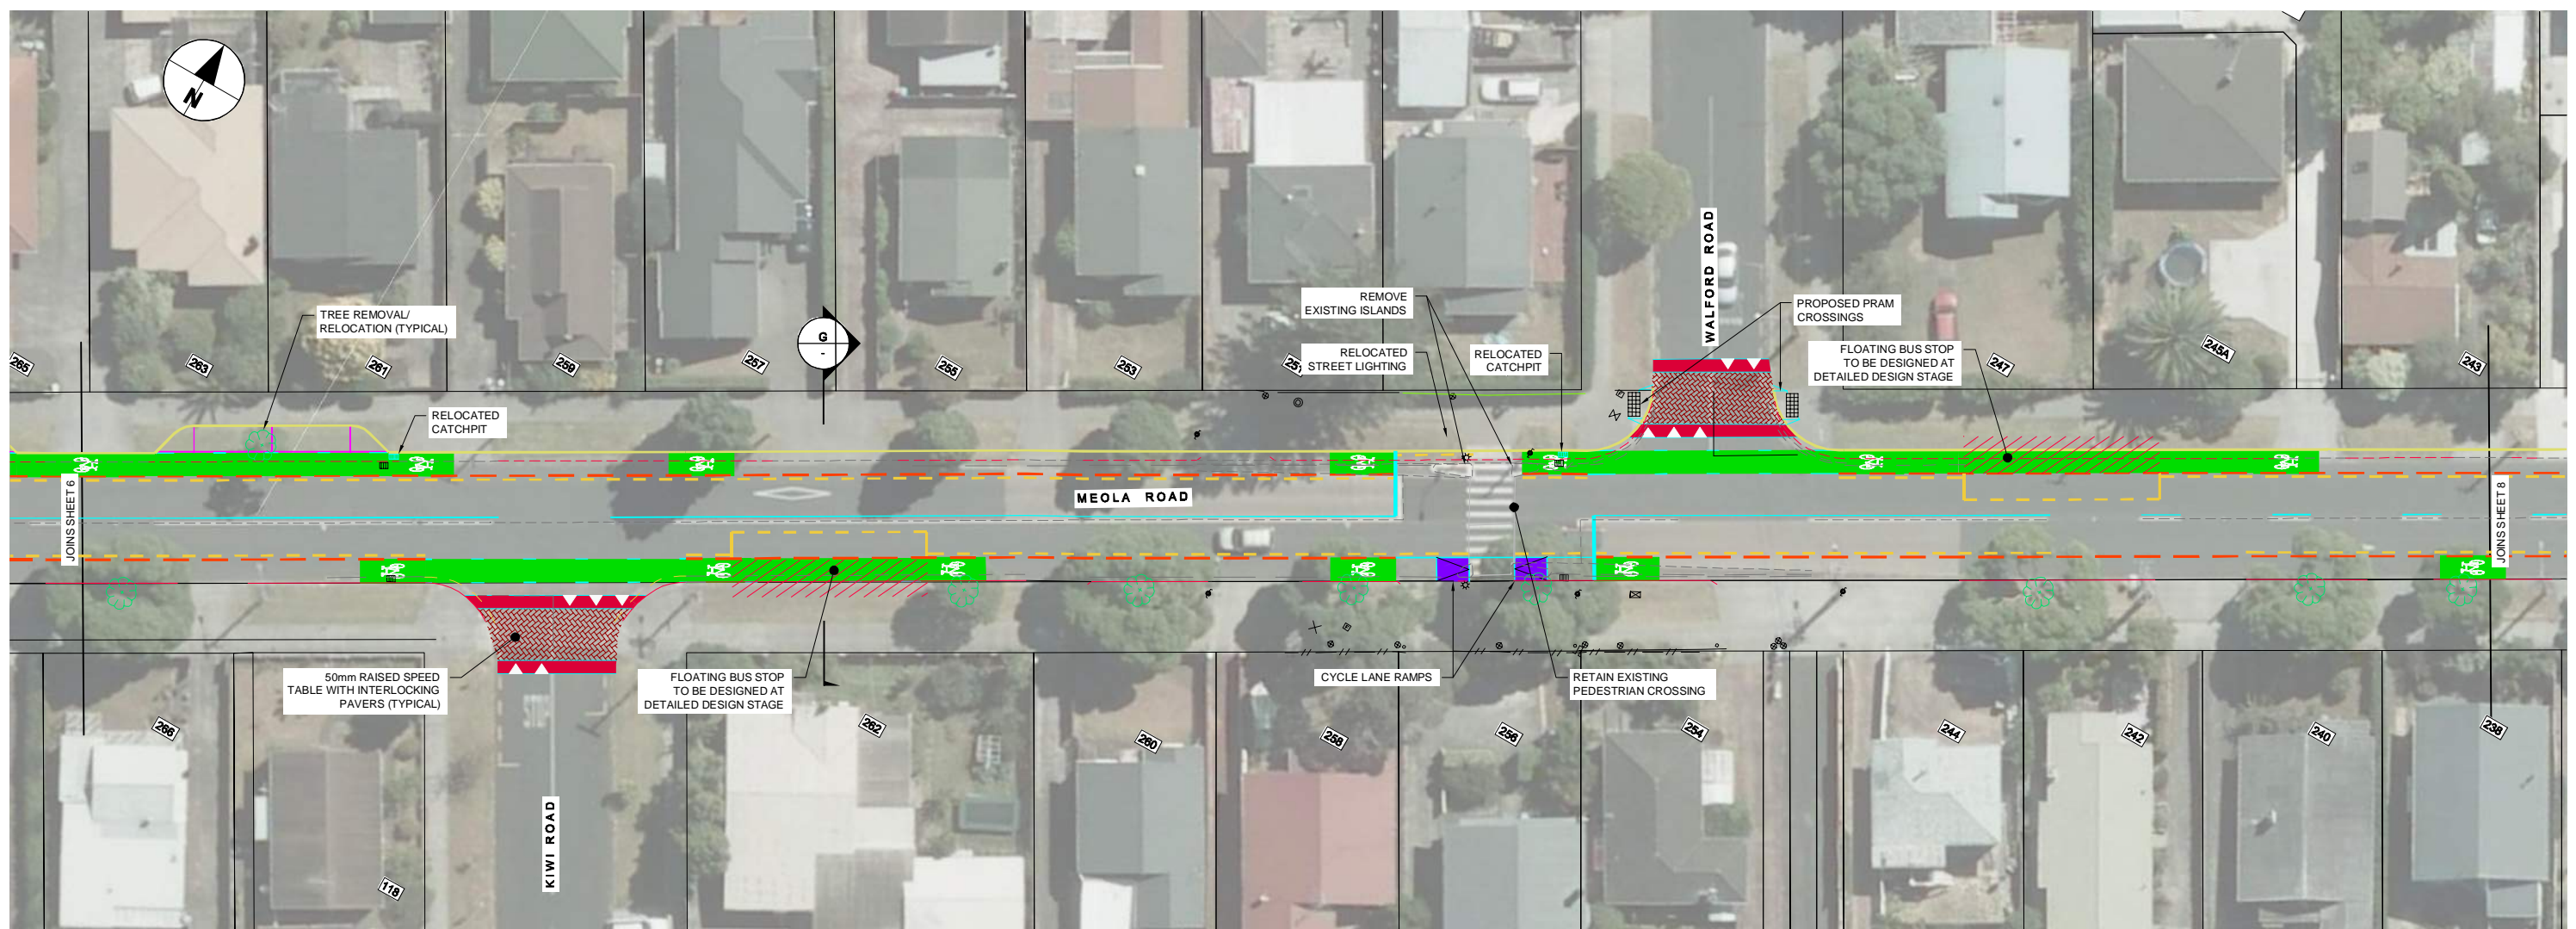 N
TREE REMOVAL/
RELOCATION (TYPICAL)
265
263
261
259
257
G
-
255
253
REMOVE
EXISTING ISLANDS
RELOCATED
STREET LIGHTING
RELOCATED
CATCHPIT
WALFORD ROAD
PROPOSED PRAM
CROSSINGS
FLOATING BUS STOP
TO BE DESIGNED AT
DETAILED DESIGN STAGE
247
245A
243
RELOCATED
CATCHPIT
JOINS SHEET 6
MEOLA ROAD
JOINS SHEET 8
50mm RAISED SPEED
TABLE WITH INTERLOCKING
PAVERS (TYPICAL)
FLOATING BUS STOP
TO BE DESIGNED AT
DETAILED DESIGN STAGE
CYCLE LANE RAMPS
RETAIN EXISTING
PEDESTRIAN CROSSING
266
STOP
262
260
258
256
254
244
242
240
238
KIWI ROAD
118